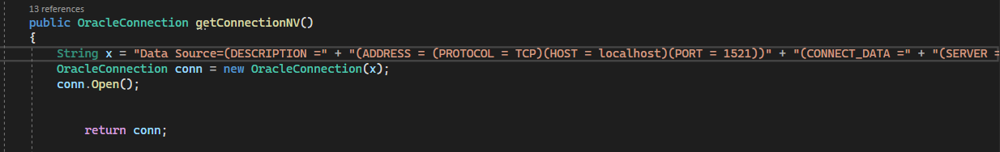 13 references
public OracleConnection getConnectionNV()
{
String x = "Data Source=(DESCRIPTION =" + "(ADDRESS = (PROTOCOL = TCP)(HOST = localhost)(PORT = 1521))" + "(CONNECT_DATA =" + "(SERVER =
OracleConnection conn = new OracleConnection(x);
conn.Open();
return conn;